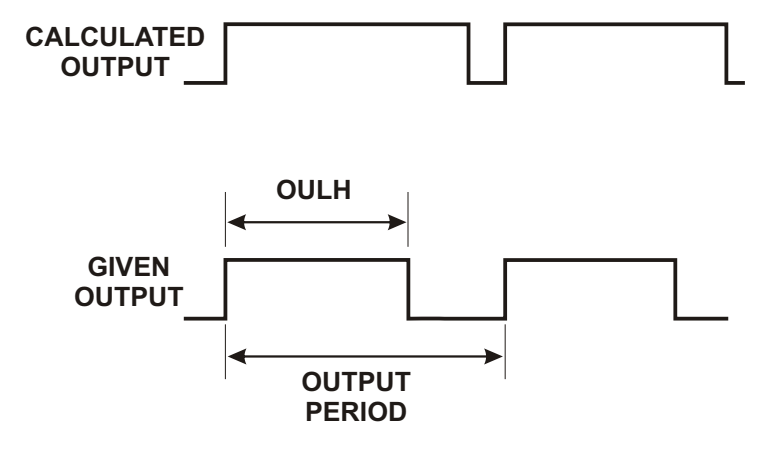 CALCULATED
OUTPUT
OULH
GIVEN
OUTPUT
OUTPUT
PERIOD